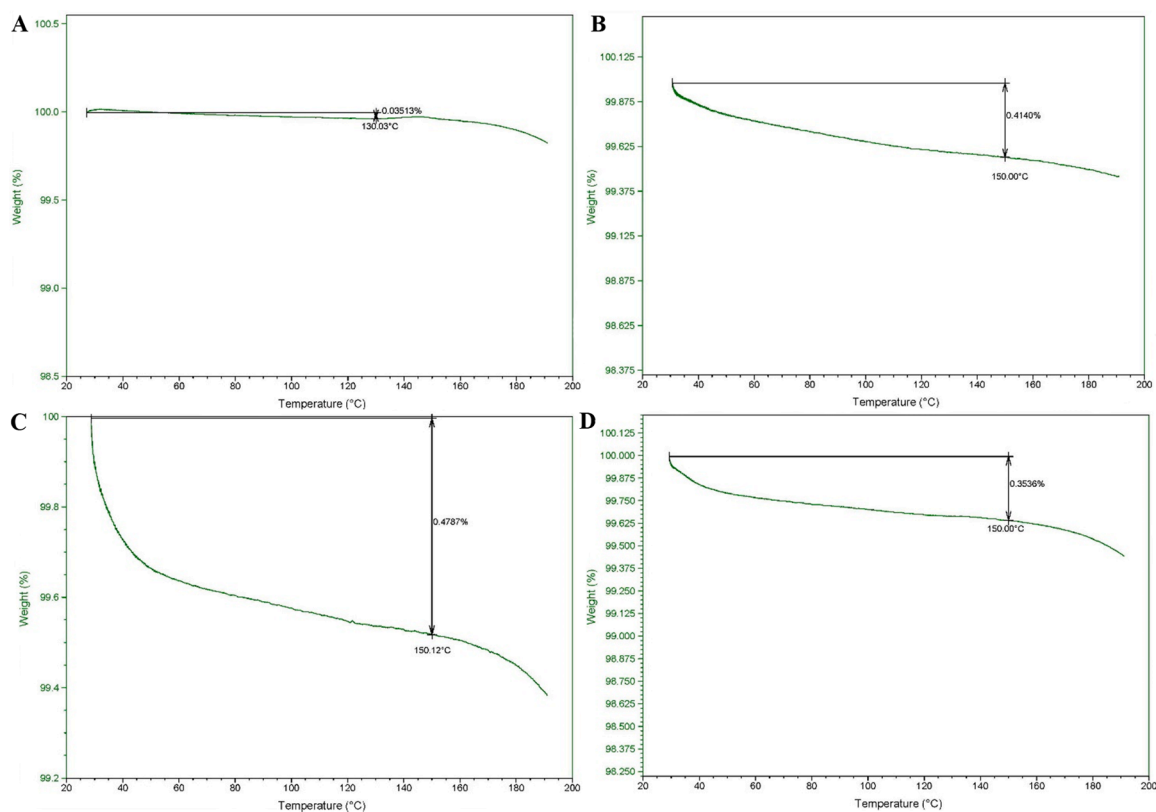 A
100.5
100.0
99.5
99.0
98.5
Weight (%)
0.03513%
130.03°C
20 40 60 80 100 120 140 160 180 200
Temperature (°C)
B
100.125
99.875
99.625
99.375
99.125
98.875
98.625
98.375
Weight (%)
0.4140%
150.00°C
20 40 60 80 100 120 140 160 180 200
Temperature (°C)
C
100
99.8
99.6
99.4
99.2
Weight (%)
0.4787%
150.12°C
20 40 60 80 100 120 140 160 180 200
Temperature (°C)
D
100.125
100.000
99.875
99.750
99.625
99.500
99.375
99.250
99.125
99.000
98.875
98.750
98.625
98.500
98.375
98.250
Weight (%)
0.3536%
150.00°C
20 40 60 80 100 120 140 160 180 200
Temperature (°C)